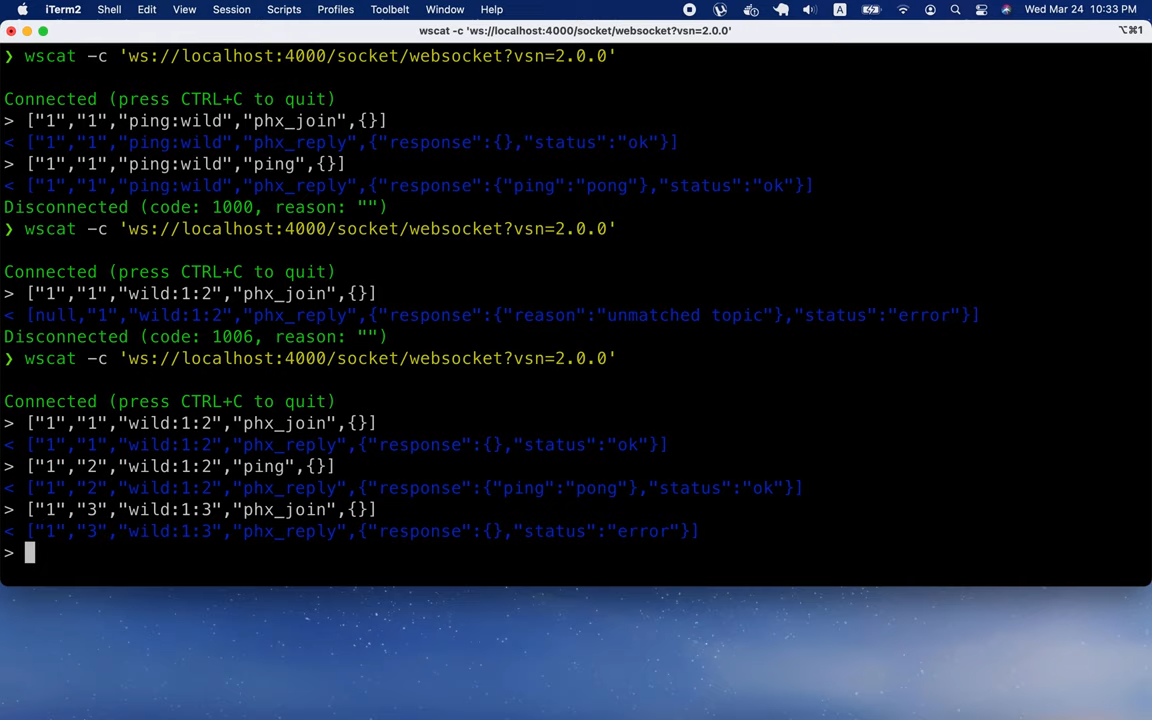 iTerm2 Shell Edit View Session Scripts Profiles Toolbelt Window Help A Wed Mar 24 10:33 PM
wscat -c 'ws://localhost:4000/socket/websocket?vsn=2.0.0' ⌥⌘1
❯ wscat -c 'ws://localhost:4000/socket/websocket?vsn=2.0.0'
Connected (press CTRL+C to quit)
> ["1","1","ping:wild","phx_join",{}]
< ["1","1","ping:wild","phx_reply",{"response":{},"status":"ok"}]
> ["1","1","ping:wild","ping",{}]
< ["1","1","ping:wild","phx_reply",{"response":{"ping":"pong"},"status":"ok"}]
Disconnected (code: 1000, reason: "")
❯ wscat -c 'ws://localhost:4000/socket/websocket?vsn=2.0.0'
Connected (press CTRL+C to quit)
> ["1","1","wild:1:2","phx_join",{}]
< [null,"1","wild:1:2","phx_reply",{"response":{"reason":"unmatched topic"},"status":"error"}]
Disconnected (code: 1006, reason: "")
❯ wscat -c 'ws://localhost:4000/socket/websocket?vsn=2.0.0'
Connected (press CTRL+C to quit)
> ["1","1","wild:1:2","phx_join",{}]
< ["1","1","wild:1:2","phx_reply",{"response":{},"status":"ok"}]
> ["1","2","wild:1:2","ping",{}]
< ["1","2","wild:1:2","phx_reply",{"response":{"ping":"pong"},"status":"ok"}]
> ["1","3","wild:1:3","phx_join",{}]
< ["1","3","wild:1:3","phx_reply",{"response":{},"status":"error"}]
>